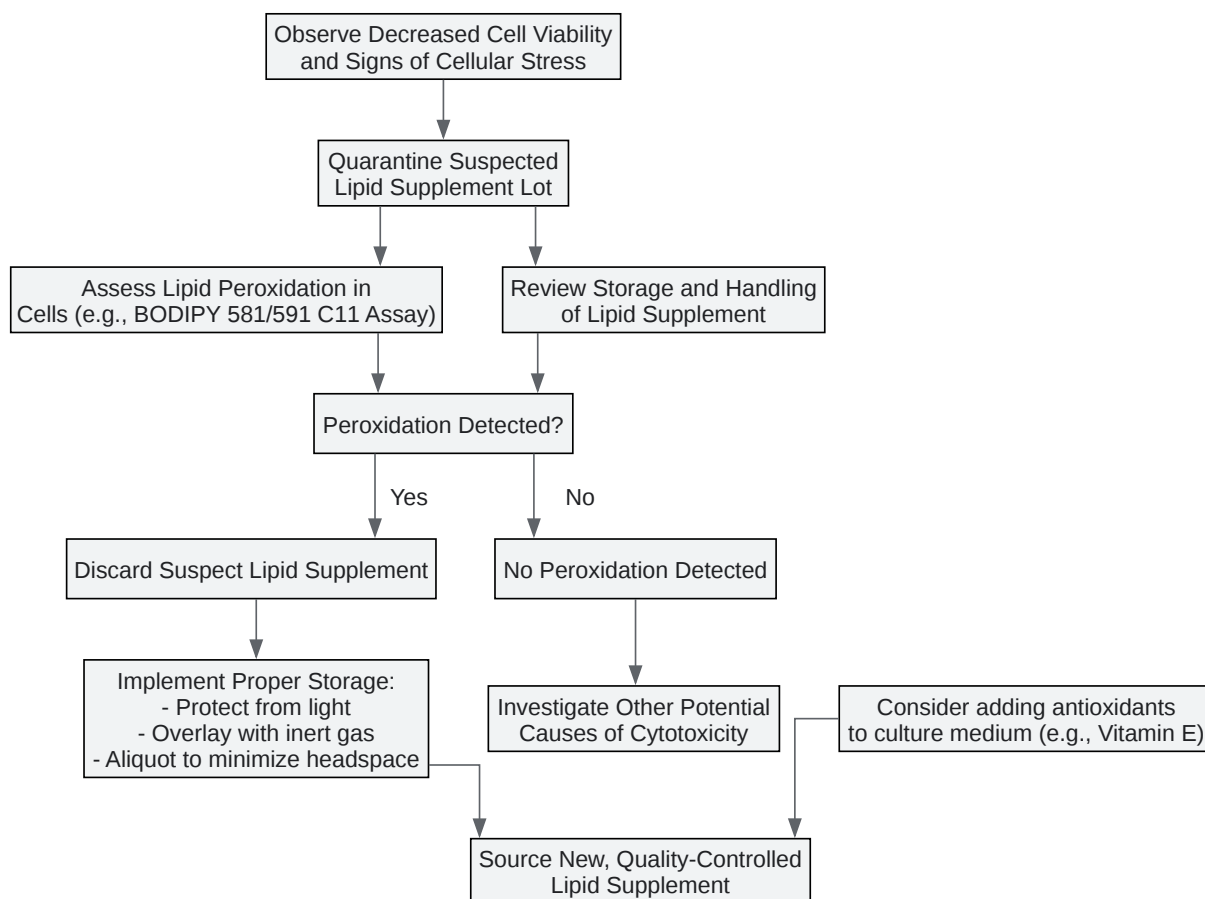 Observe Decreased Cell Viability
and Signs of Cellular Stress
Quarantine Suspected
Lipid Supplement Lot
Assess Lipid Peroxidation in
Cells (e.g., BODIPY 581/591 C11 Assay)
Review Storage and Handling
of Lipid Supplement
Peroxidation Detected?
Yes
No
Discard Suspect Lipid Supplement
No Peroxidation Detected
Implement Proper Storage:
- Protect from light
- Overlay with inert gas
- Aliquot to minimize headspace
Investigate Other Potential
Causes of Cytotoxicity
Consider adding antioxidants
to culture medium (e.g., Vitamin E)
Source New, Quality-Controlled
Lipid Supplement